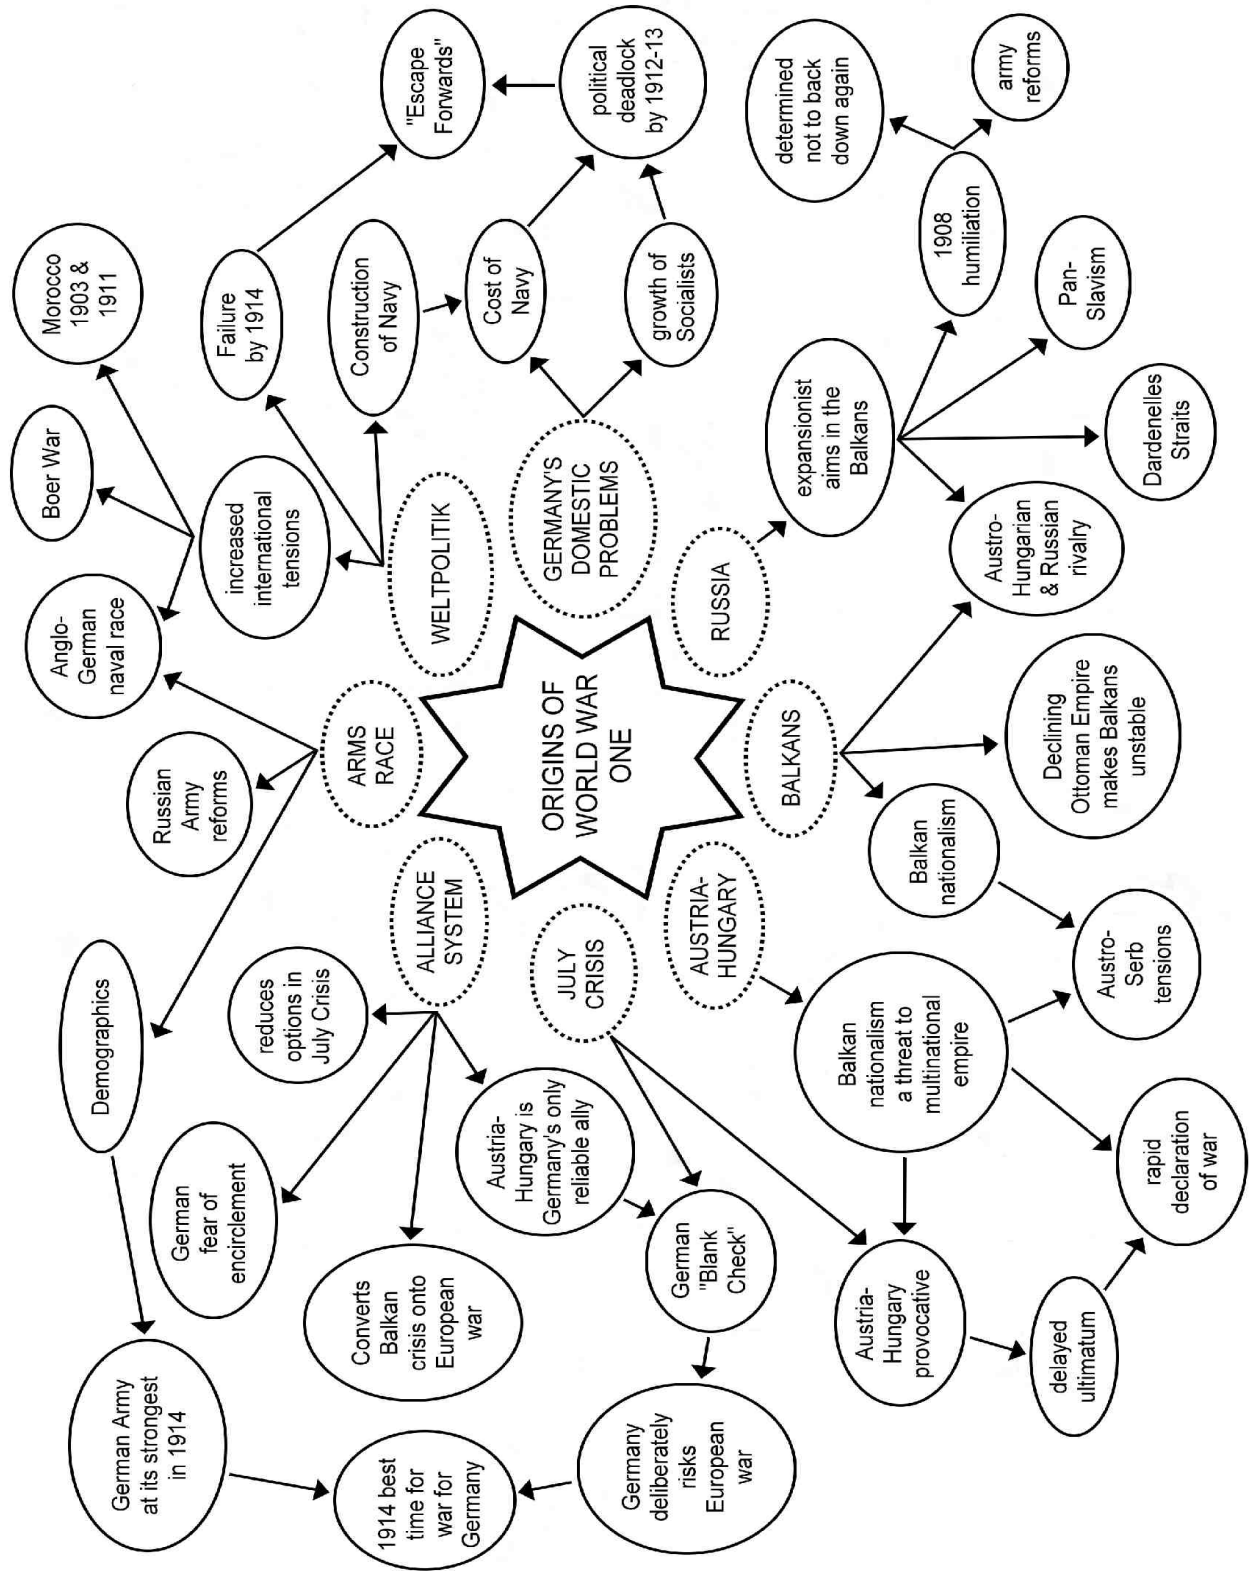 ORIGINS OF
WORLD WAR
ONE
ARMS
RACE
Anglo-
German
naval race
Russian
Army
reforms
Demographics
German Army
at its strongest
in 1914
1914 best
time for
war for
Germany
WELTPOLITIK
increased
international
tensions
Boer War
Morocco
1903 &
1911
Failure
by 1914
"Escape
Forwards"
Construction
of Navy
GERMANY'S
DOMESTIC
PROBLEMS
Cost of
Navy
growth of
Socialists
political
deadlock
by 1912-13
RUSSIA
expansionist
aims in the
Balkans
1908
humiliation
determined
not to back
down again
army
reforms
Pan-
Slavism
Dardenelles
Straits
Austro-
Hungarian
& Russian
rivalry
BALKANS
Declining
Ottoman Empire
makes Balkans
unstable
Balkan
nationalism
Austro-
Serb
tensions
AUSTRIA-
HUNGARY
Balkan
nationalism
a threat to
multinational
empire
rapid
declaration
of war
Austria-
Hungary
provocative
delayed
ultimatum
JULY
CRISIS
German
"Blank
Check"
Germany
deliberately
risks
European
war
ALLIANCE
SYSTEM
reduces
options in
July Crisis
German
fear of
encirclement
Converts
Balkan
crisis onto
European
war
Austria-
Hungary is
Germany's only
reliable ally